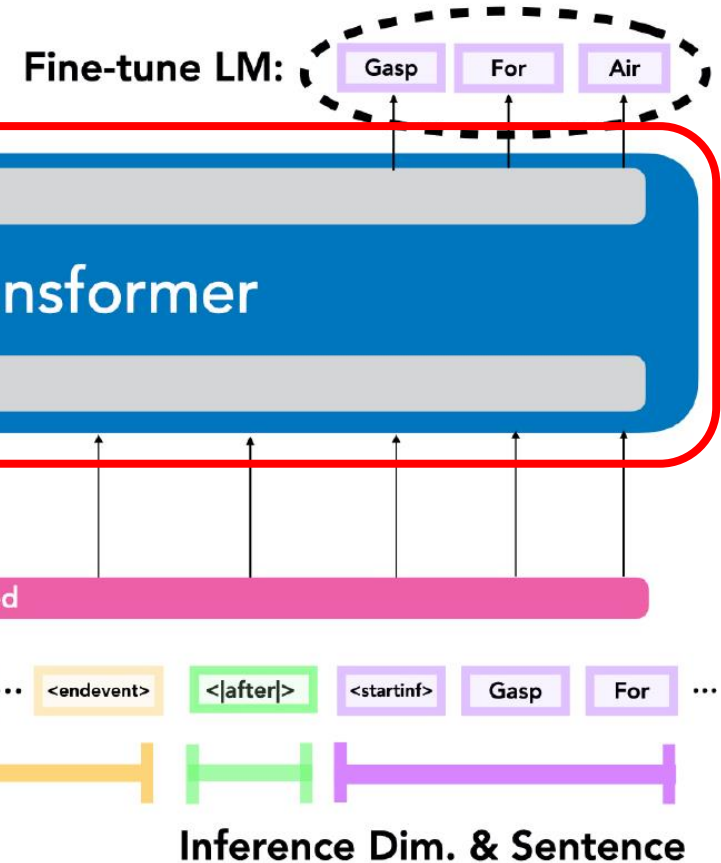 Fine-tune LM:
Gasp For Air
nsformer
d
... <endevent> <|after|> <startinf> Gasp For ...
Inference Dim. & Sentence